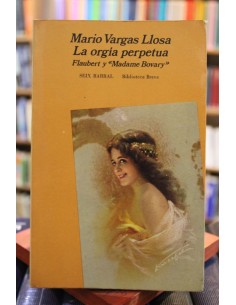 Mario Vargas Llosa
La orgía perpetua
Flaubert y "Madame Bovary"
SEIX BARRAL Biblioteca Breve